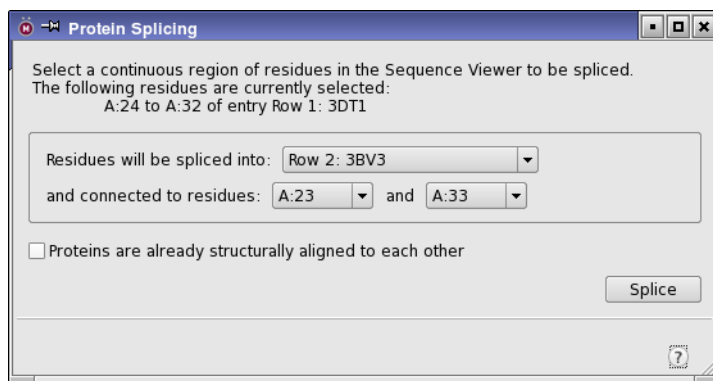 Protein Splicing
Select a continuous region of residues in the Sequence Viewer to be spliced.
The following residues are currently selected:
A:24 to A:32 of entry Row 1: 3DT1
Residues will be spliced into: Row 2: 3BV3
and connected to residues: A:23 and A:33
Proteins are already structurally aligned to each other
Splice
?